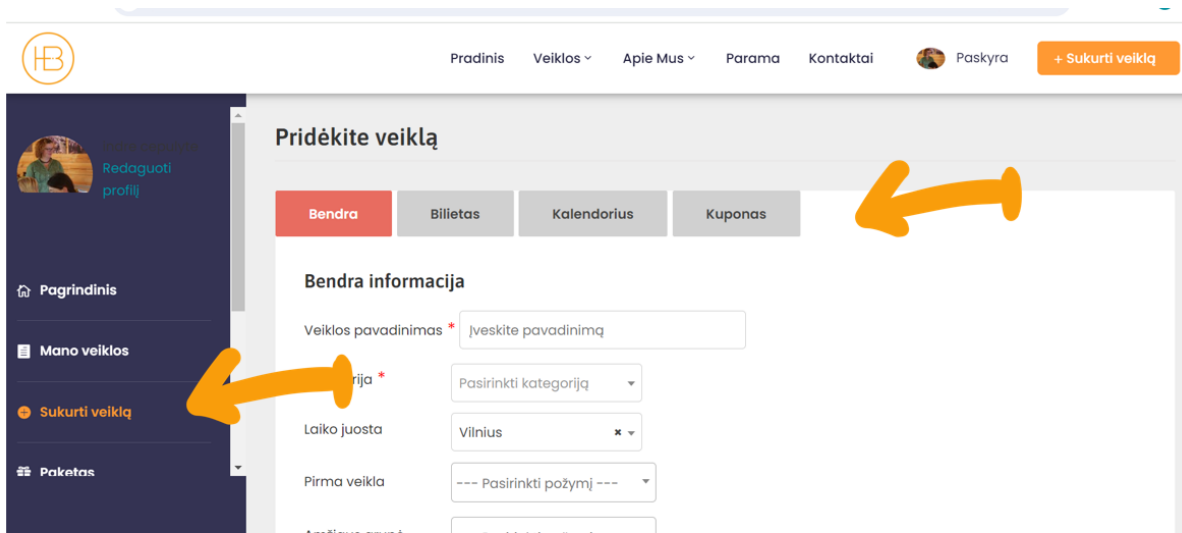 HB
Pradinis Veiklos Apie Mus Parama Kontaktai Paskyra + Sukurti veiklą
Redaguoti
profilį
Pagrindinis
Mano veiklos
Sukurti veiklą
Paketas
Pridėkite veiklą
Bendra Bilietas Kalendorius Kuponas
Bendra informacija
Veiklos pavadinimas * Įveskite pavadinimą
rija * Pasirinkti kategoriją
Laiko juosta Vilnius ×
Pirma veikla --- Pasirinkti požymį ---